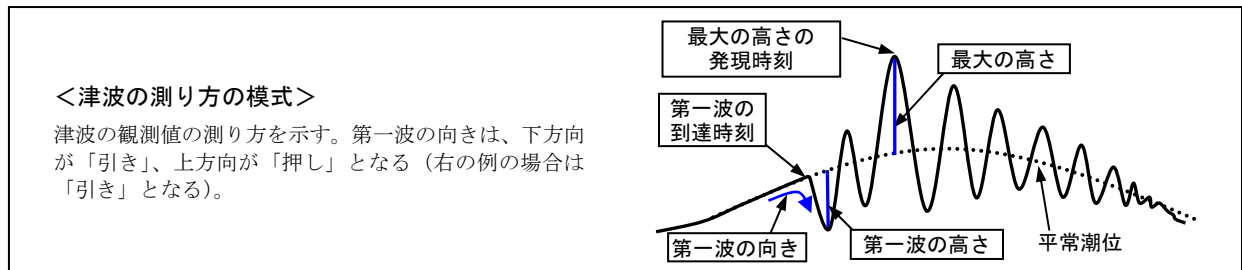 ＜津波の測り方の模式＞
津波の観測値の測り方を示す。第一波の向きは、下方向
が「引き」、上方向が「押し」となる（右の例の場合は
「引き」となる）。
最大の高さの
発現時刻
最大の高さ
第一波の
到達時刻
第一波の向き
第一波の高さ
平常潮位